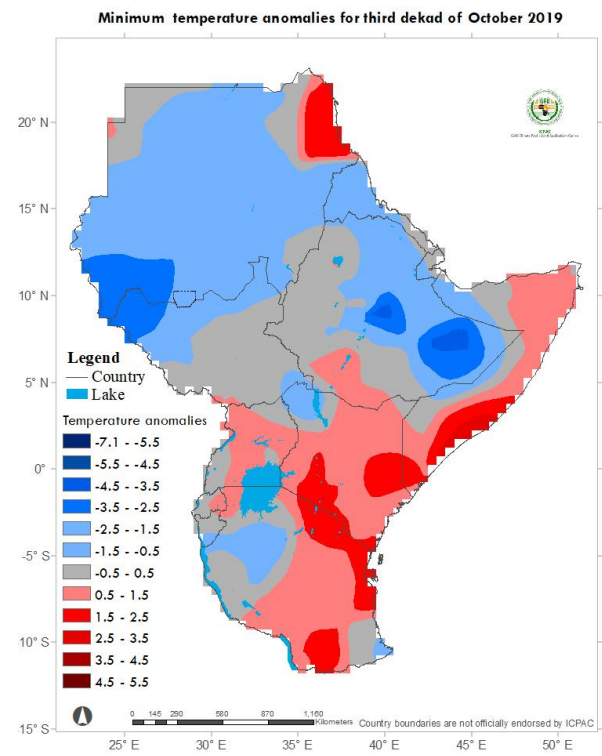 Minimum temperature anomalies for third dekad of October 2019
20° N
15° N
10° N
5° N
0°
5° S
10° S
15° S
ICPAC
Legend
Country
Lake
Temperature anomalies
-7.1 - -5.5
-5.5 - -4.5
-4.5 - -3.5
-3.5 - -2.5
-2.5 - -1.5
-1.5 - -0.5
-0.5 - 0.5
0.5 - 1.5
1.5 - 2.5
2.5 - 3.5
3.5 - 4.5
4.5 - 5.5
0 145 290 580 870 1,160
Kilometers
Country boundaries are not officially endorsed by ICPAC
25° E 30° E 35° E 40° E 45° E 50° E